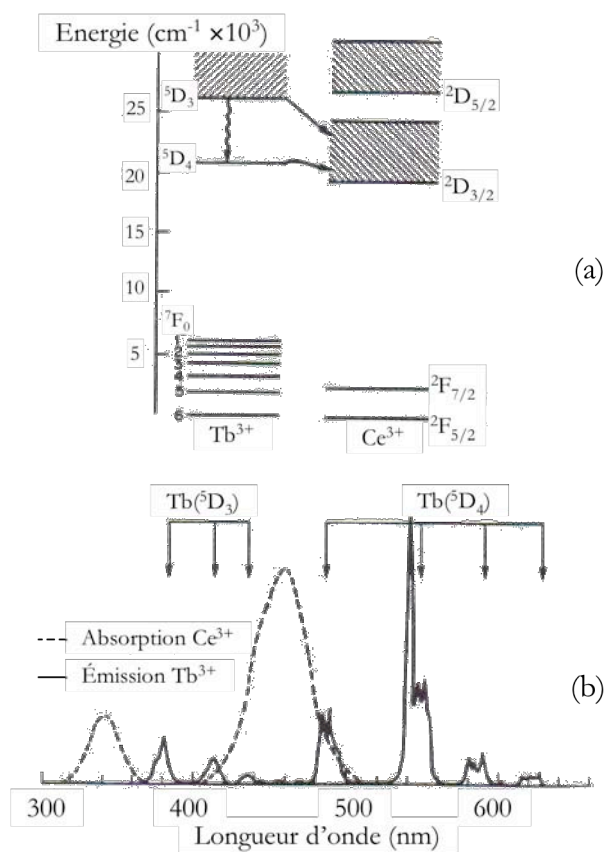 Energie (cm⁻¹ ×10³)
⁵D₃
25
²D₅/₂
⁵D₄
20
²D₃/₂
15
10
(a)
⁷F₀
5
²F₇/₂
6
²F₅/₂
Tb³⁺
Ce³⁺
Tb(⁵D₃)
Tb(⁵D₄)
Absorption Ce³⁺
Émission Tb³⁺
(b)
300
400
500
600
Longueur d'onde (nm)